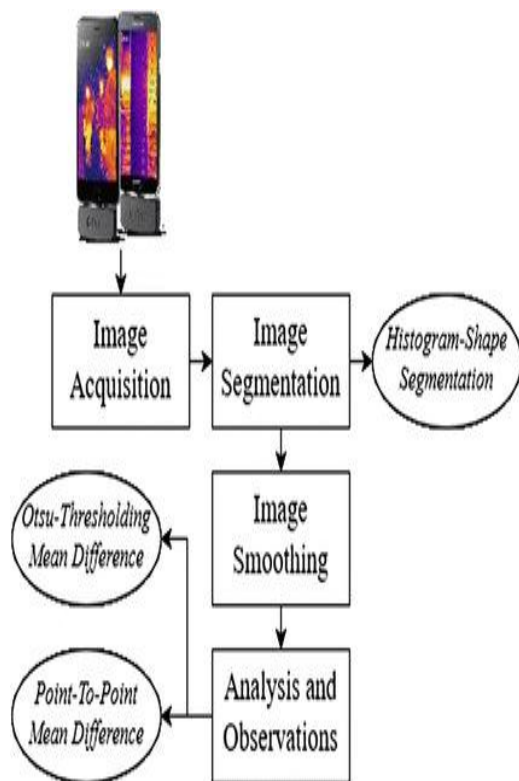 Image
Acquisition
Image
Segmentation
Histogram-Shape
Segmentation
Otsu-Thresholding
Mean Difference
Image
Smoothing
Point-To-Point
Mean Difference
Analysis and
Observations